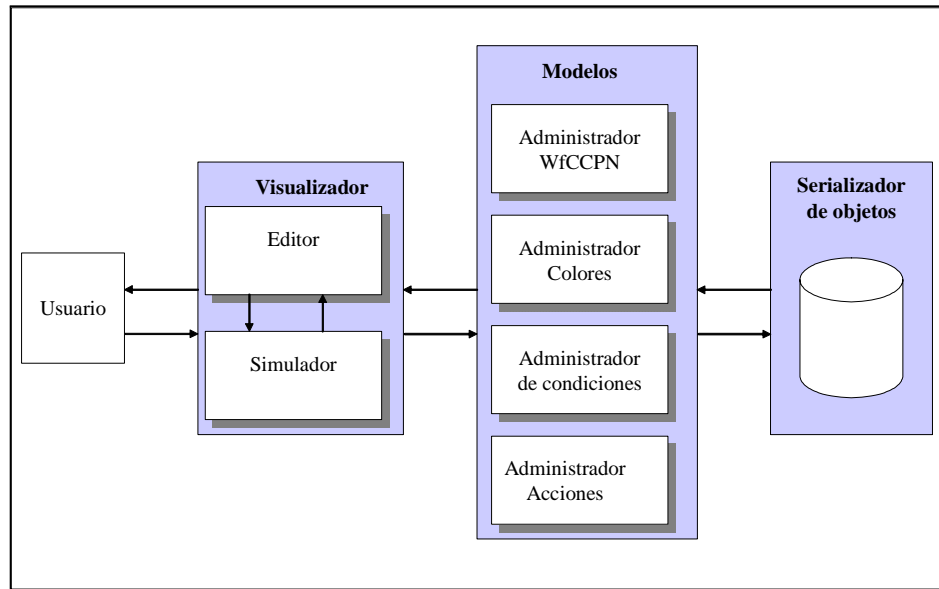 Usuario
Visualizador
Editor
Simulador
Modelos
Administrador
WfCCPN
Administrador
Colores
Administrador
de condiciones
Administrador
Acciones
Serializador
de objetos